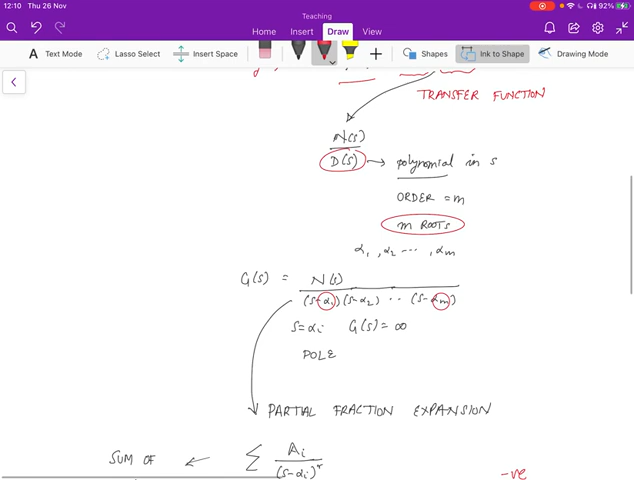 12:10 Thu 26 Nov
Teaching
92%
Home Insert Draw View
Text Mode Lasso Select Insert Space Shapes Ink to Shape Drawing Mode
TRANSFER FUNCTION
N(s)
D(s) → polynomial in s
ORDER = m
m ROOTS
α1, α2 ..., αm
G(s) = N(s)
(s-αi)(s-α2) .. (s-αm)
s=αi G(s)=∞
POLE
PARTIAL FRACTION EXPANSION
SUM OF ← Σ Ai
(s-αi)^r
-ve